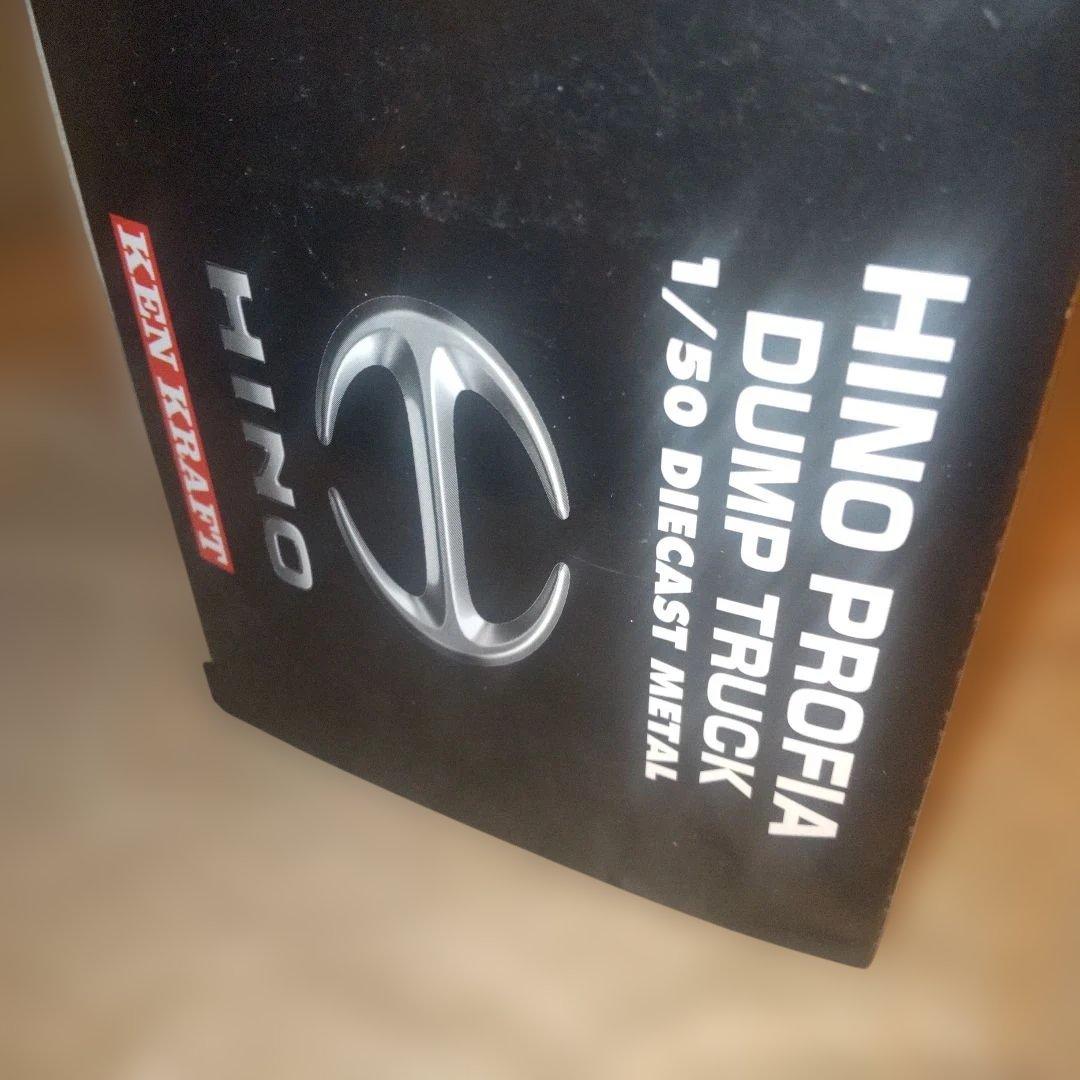 HINO PROFIA
DUMP TRUCK
1/50 DIECAST METAL
HINO
KEN KRAFT